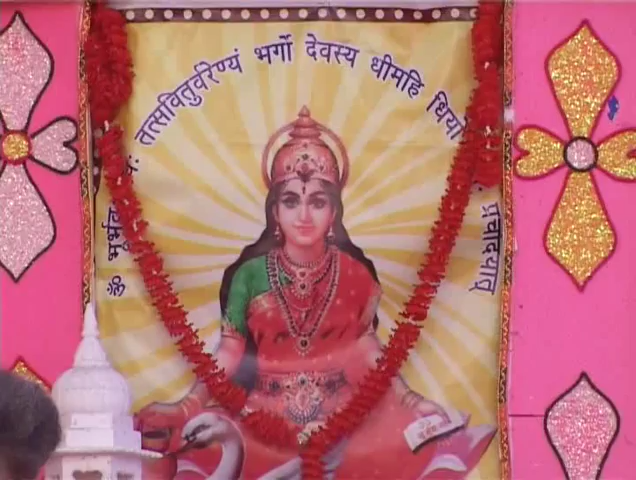 ॐ भूर्भुवः तत्सवितुर्वरेण्यं भर्गो देवस्य धीमहि धियो प्रचोदयात्